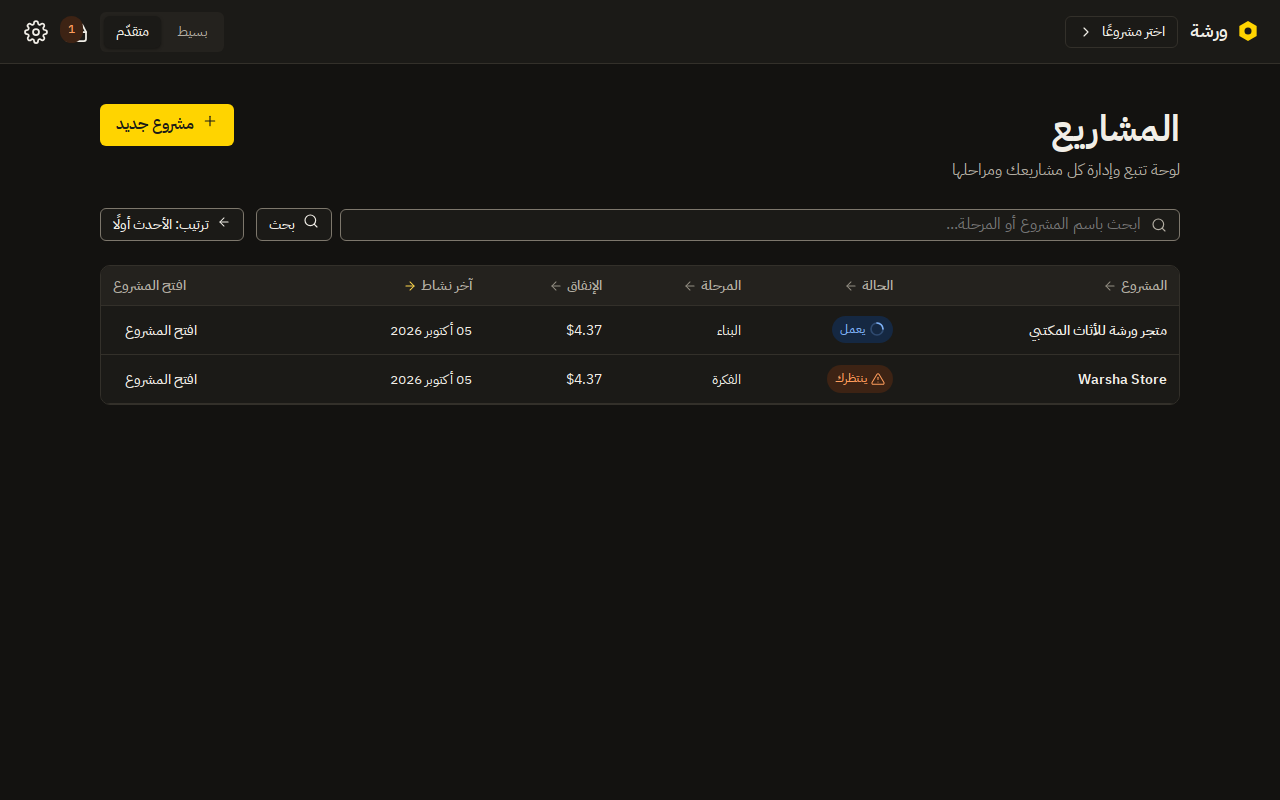 ورشة
اختر مشروعًا
بسيط
متقدّم
1
المشاريع
لوحة تتبع وإدارة كل مشاريعك ومراحلها
مشروع جديد
ابحث باسم المشروع أو المرحلة...
بحث
ترتيب: الأحدث أولًا
المشروع الحالة المرحلة الإنفاق آخر نشاط افتح المشروع
متجر ورشة للأثاث المكتبي يعمل البناء $4.37 05 أكتوبر 2026 افتح المشروع
Warsha Store ينتظرك الفكرة $4.37 05 أكتوبر 2026 افتح المشروع